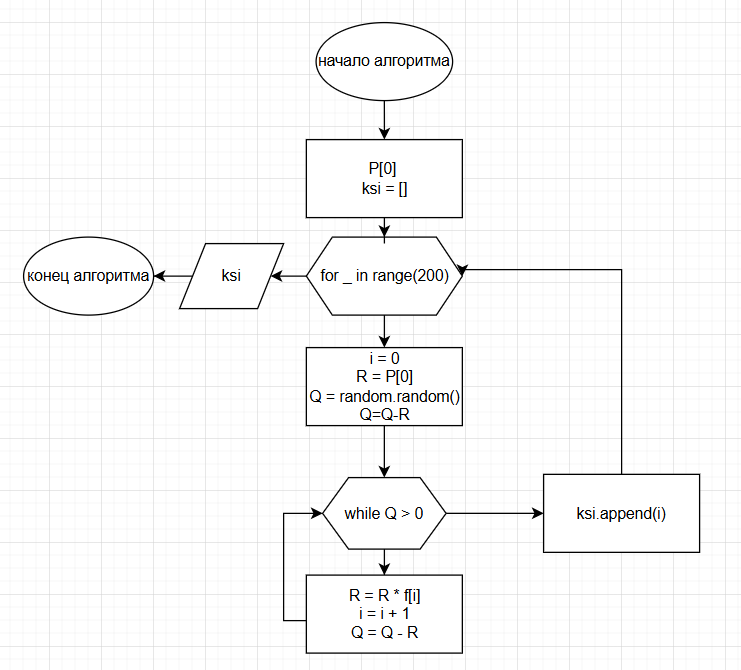 начало алгоритма
P[0]
ksi = []
for _ in range(200)
ksi
конец алгоритма
i = 0
R = P[0]
Q = random.random()
Q=Q-R
while Q > 0
ksi.append(i)
R = R * f[i]
i = i + 1
Q = Q - R